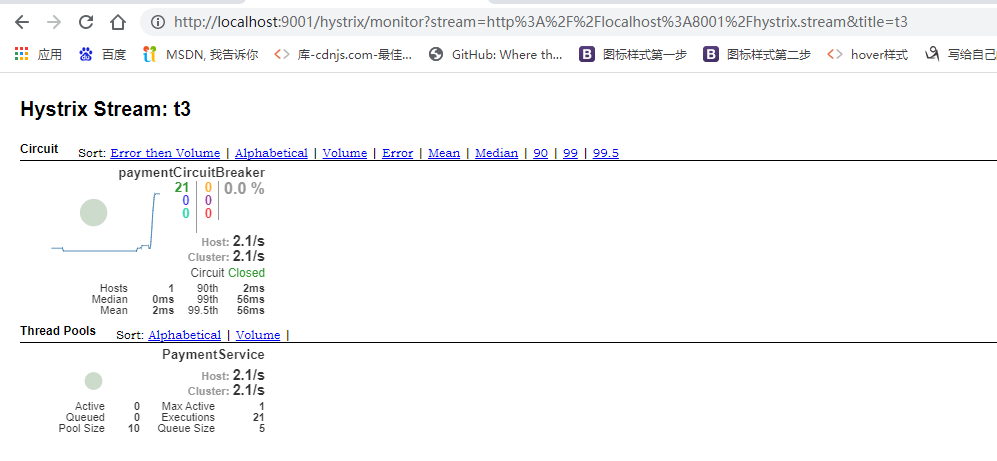 http://localhost:9001/hystrix/monitor?stream=http%3A%2F%2Flocalhost%3A8001%2Fhystrix.stream&title=t3
应用 百度 MSDN, 我告诉你 库-cdnjs.com-最佳... GitHub: Where th... 图标样式第一步 图标样式第二步 hover样式 写给自己
Hystrix Stream: t3
Circuit Sort: Error then Volume | Alphabetical | Volume | Error | Mean | Median | 90 | 99 | 99.5
paymentCircuitBreaker
21 0 0.0 %
0 0
0 0
Host: 2.1/s
Cluster: 2.1/s
Circuit Closed
Hosts 1 90th 2ms
Median 0ms 99th 56ms
Mean 2ms 99.5th 56ms
Thread Pools Sort: Alphabetical | Volume |
PaymentService
Host: 2.1/s
Cluster: 2.1/s
Active 0 Max Active 1
Queued 0 Executions 21
Pool Size 10 Queue Size 5